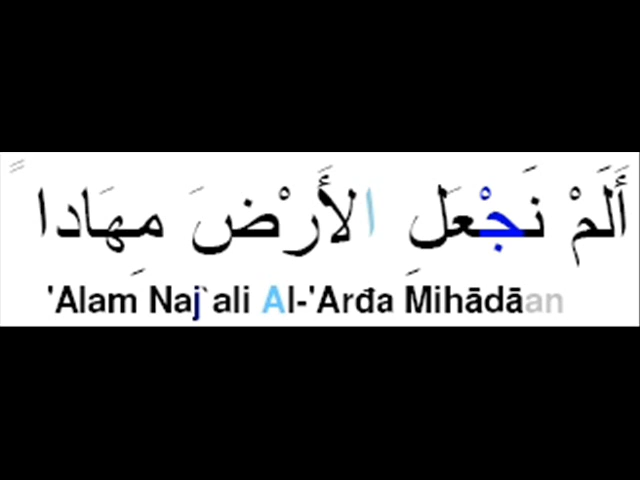 أَلَمْ نَجْعَلِ الأَرْضَ مِهَاداً
'Alam Naj`ali Al-'Arđa Mihādāan